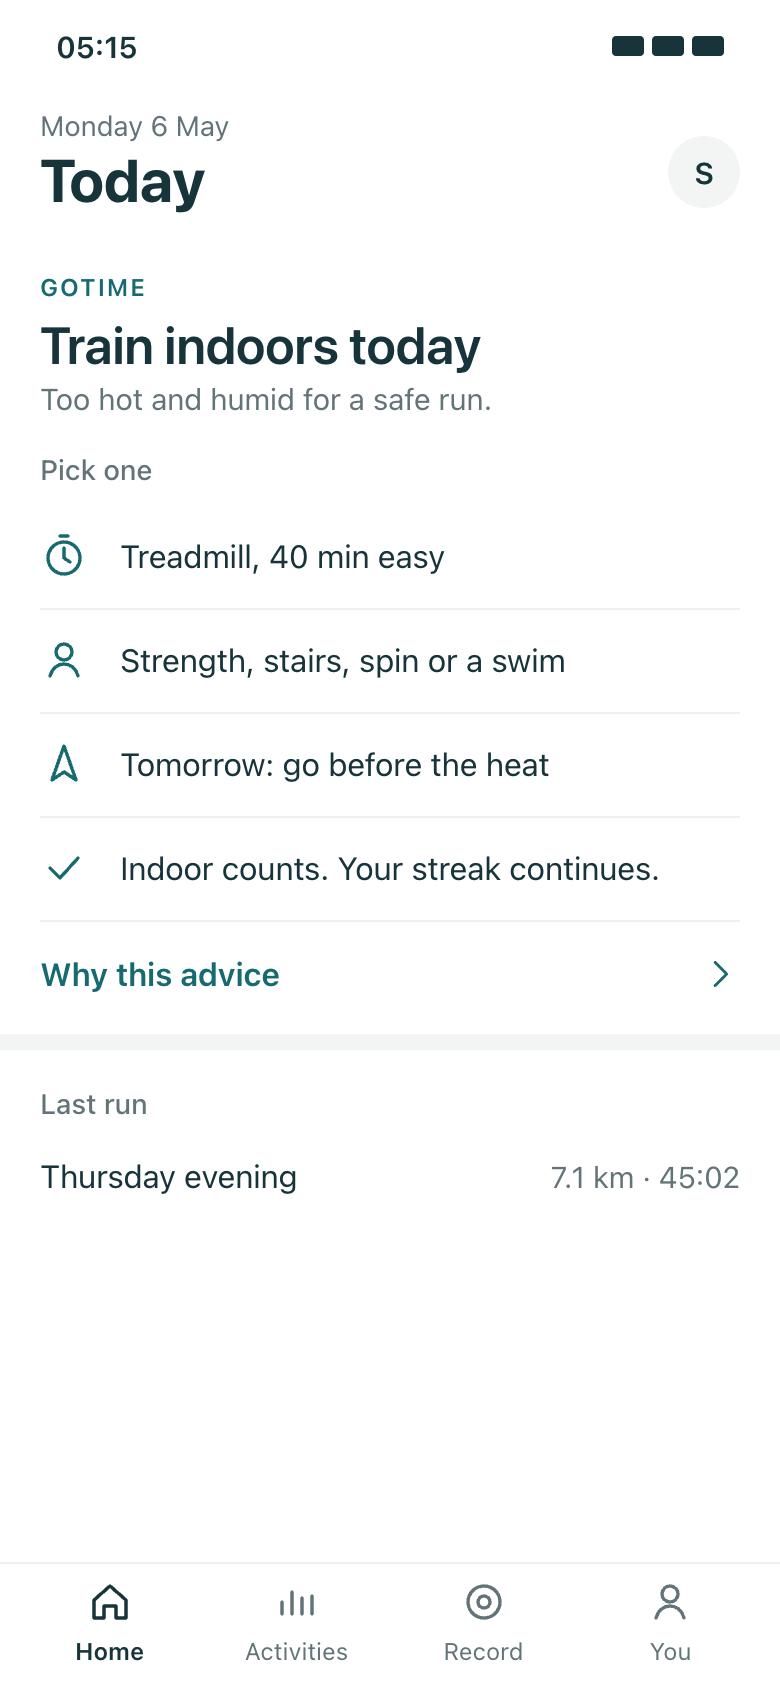 05:15
Monday 6 May
Today
S
GOTIME
Train indoors today
Too hot and humid for a safe run.
Pick one
Treadmill, 40 min easy
Strength, stairs, spin or a swim
Tomorrow: go before the heat
Indoor counts. Your streak continues.
Why this advice
Last run
Thursday evening
7.1 km · 45:02
Home
Activities
Record
You